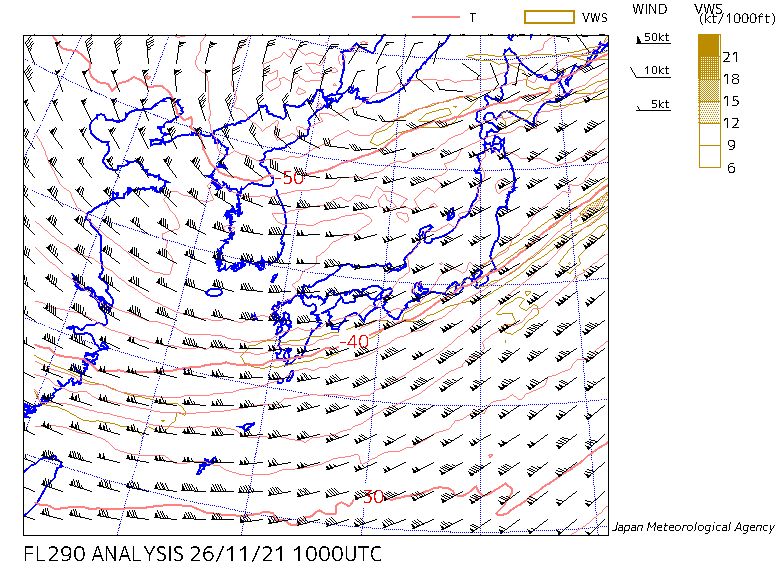 T VWS
WIND
50kt
10kt
5kt
VWS
(kt/1000ft)
21
18
15
12
9
6
-50
-40
30
Japan Meteorological Agency
FL290 ANALYSIS 26/11/21 1000UTC